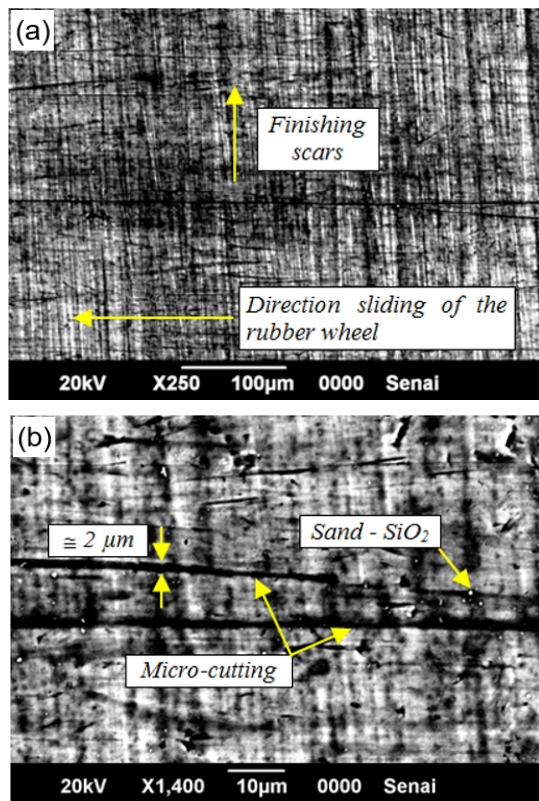 (a)
Finishing
scars
Direction sliding of the
rubber wheel
20kV X250 100µm 0000 Senai
(b)
≅ 2 µm
Sand - SiO₂
Micro-cutting
20kV X1,400 10µm 0000 Senai